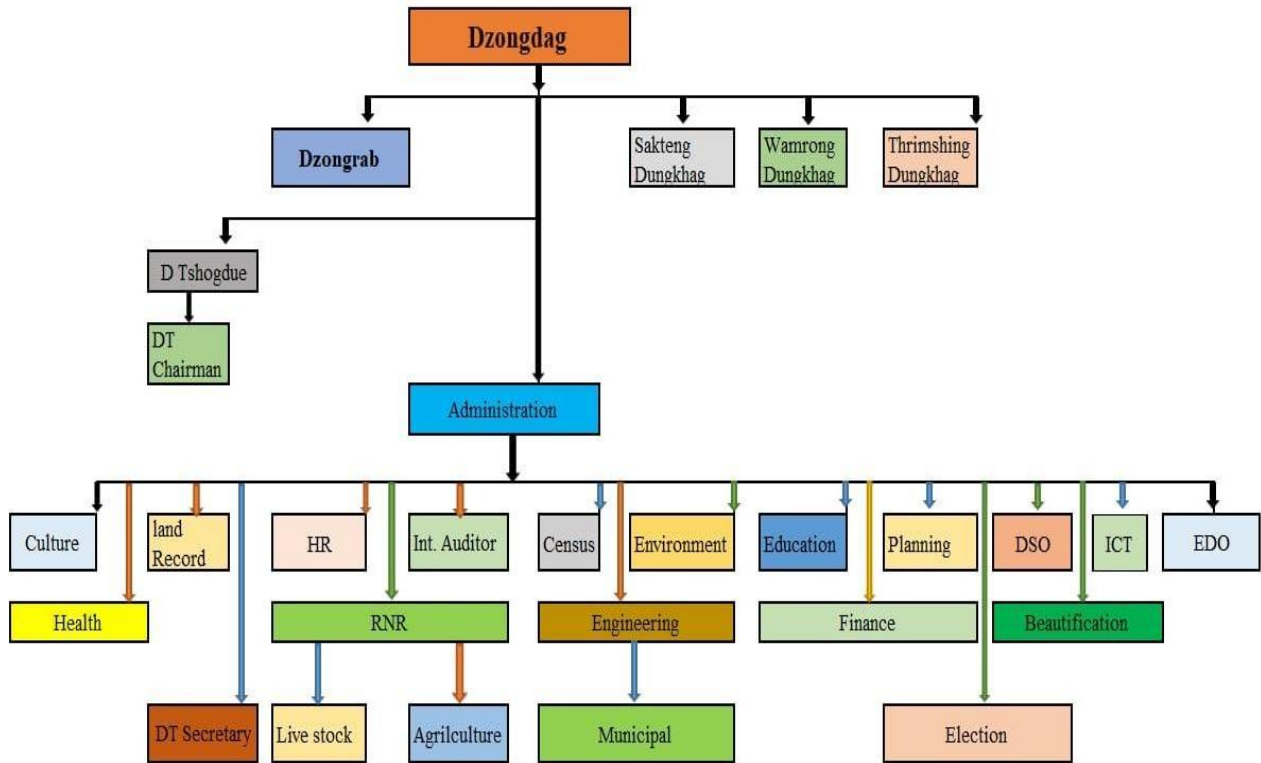 Dzongdag
Dzongrab
Sakteng
Dungkhag
Wamrong
Dungkhag
Thrimshing
Dungkhag
D Tshogdue
DT
Chairman
Administration
Culture
land
Record
HR
Int. Auditor
Census
Environment
Education
Planning
DSO
ICT
EDO
Health
RNR
Engineering
Finance
Beautification
DT Secretary
Live stock
Agrilculture
Municipal
Election